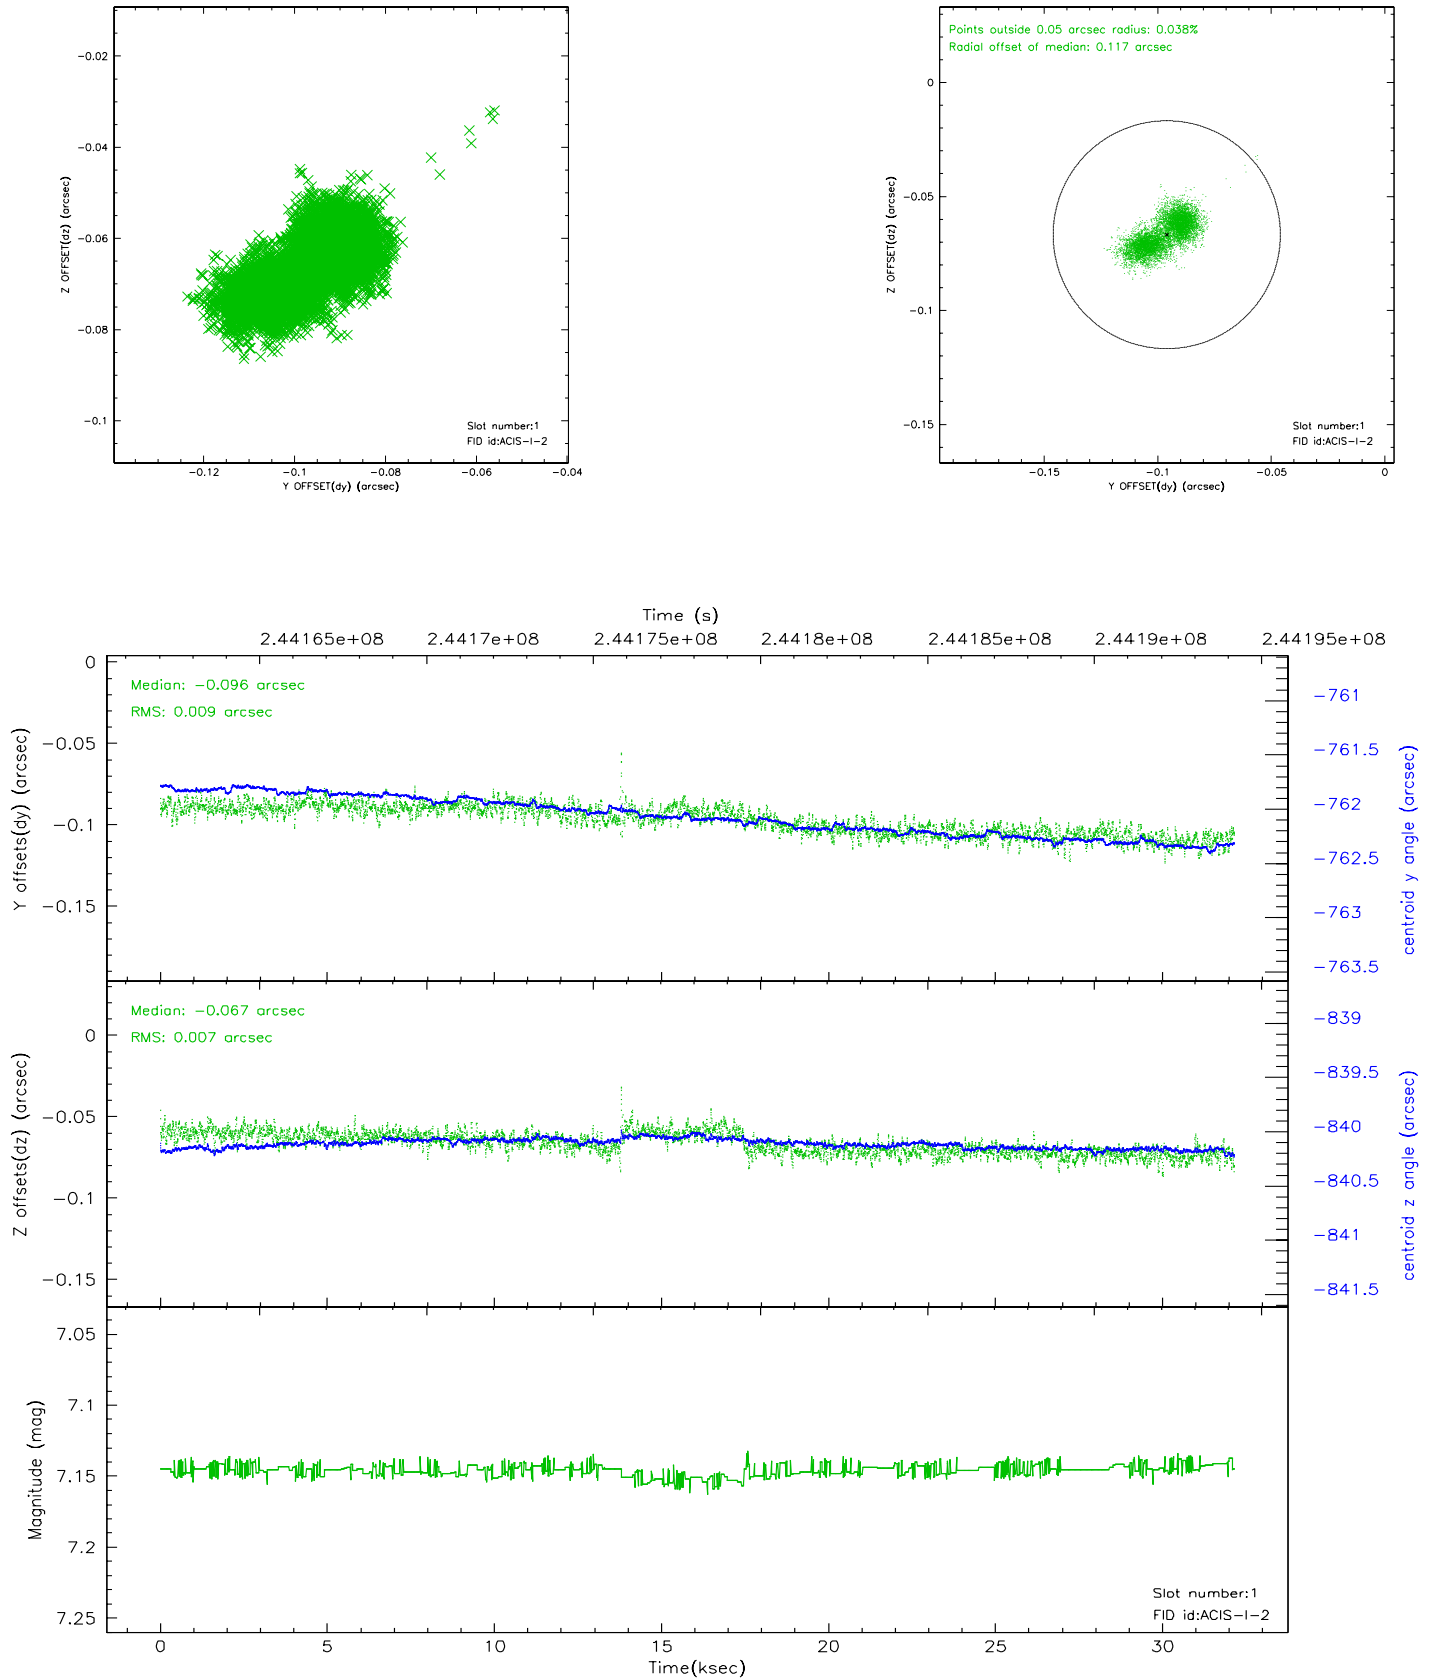 -0.02
-0.04
-0.06
-0.08
-0.1
Z OFFSET(dz) (arcsec)
Slot number:1
FID id:ACIS-I-2
-0.12 -0.1 -0.08 -0.06 -0.04
Y OFFSET(dy) (arcsec)
Points outside 0.05 arcsec radius: 0.038%
Radial offset of median: 0.117 arcsec
0
-0.05
-0.1
-0.15
Z OFFSET(dz) (arcsec)
Slot number:1
FID id:ACIS-I-2
-0.15 -0.1 -0.05 0
Y OFFSET(dy) (arcsec)
Time (s)
2.44165e+08 2.4417e+08 2.44175e+08 2.4418e+08 2.44185e+08 2.4419e+08 2.44195e+08
Median: -0.096 arcsec
RMS: 0.009 arcsec
0
-0.05
-0.1
-0.15
Y offsets(dy) (arcsec)
-761
-761.5
-762
-762.5
-763
-763.5
centroid y angle (arcsec)
Median: -0.067 arcsec
RMS: 0.007 arcsec
0
-0.05
-0.1
-0.15
Z offsets(dz) (arcsec)
-839
-839.5
-840
-840.5
-841
-841.5
centroid z angle (arcsec)
7.05
7.1
7.15
7.2
7.25
Magnitude (mag)
Slot number:1
FID id:ACIS-I-2
0 5 10 15 20 25 30
Time(ksec)